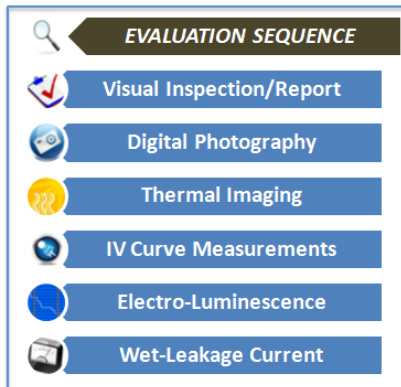 EVALUATION SEQUENCE
Visual Inspection/Report
Digital Photography
Thermal Imaging
IV Curve Measurements
Electro-Luminescence
Wet-Leakage Current